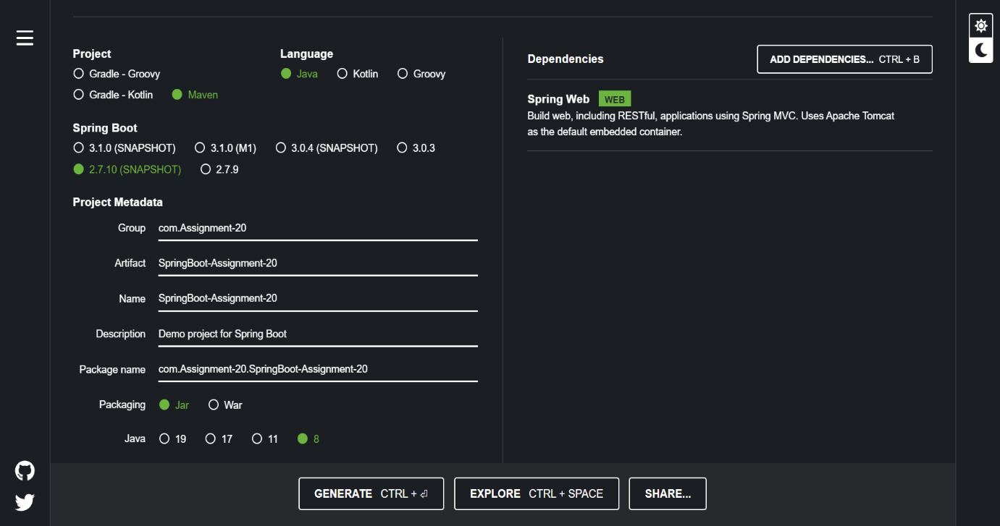 Project
Gradle - Groovy
Gradle - Kotlin Maven
Language
Java Kotlin Groovy
Spring Boot
3.1.0 (SNAPSHOT) 3.1.0 (M1) 3.0.4 (SNAPSHOT) 3.0.3
2.7.10 (SNAPSHOT) 2.7.9
Project Metadata
Group com.Assignment-20
Artifact SpringBoot-Assignment-20
Name SpringBoot-Assignment-20
Description Demo project for Spring Boot
Package name com.Assignment-20.SpringBoot-Assignment-20
Packaging Jar War
Java 19 17 11 8
Dependencies ADD DEPENDENCIES... CTRL + B
Spring Web WEB
Build web, including RESTful, applications using Spring MVC. Uses Apache Tomcat
as the default embedded container.
GENERATE CTRL + ⏎ EXPLORE CTRL + SPACE SHARE...